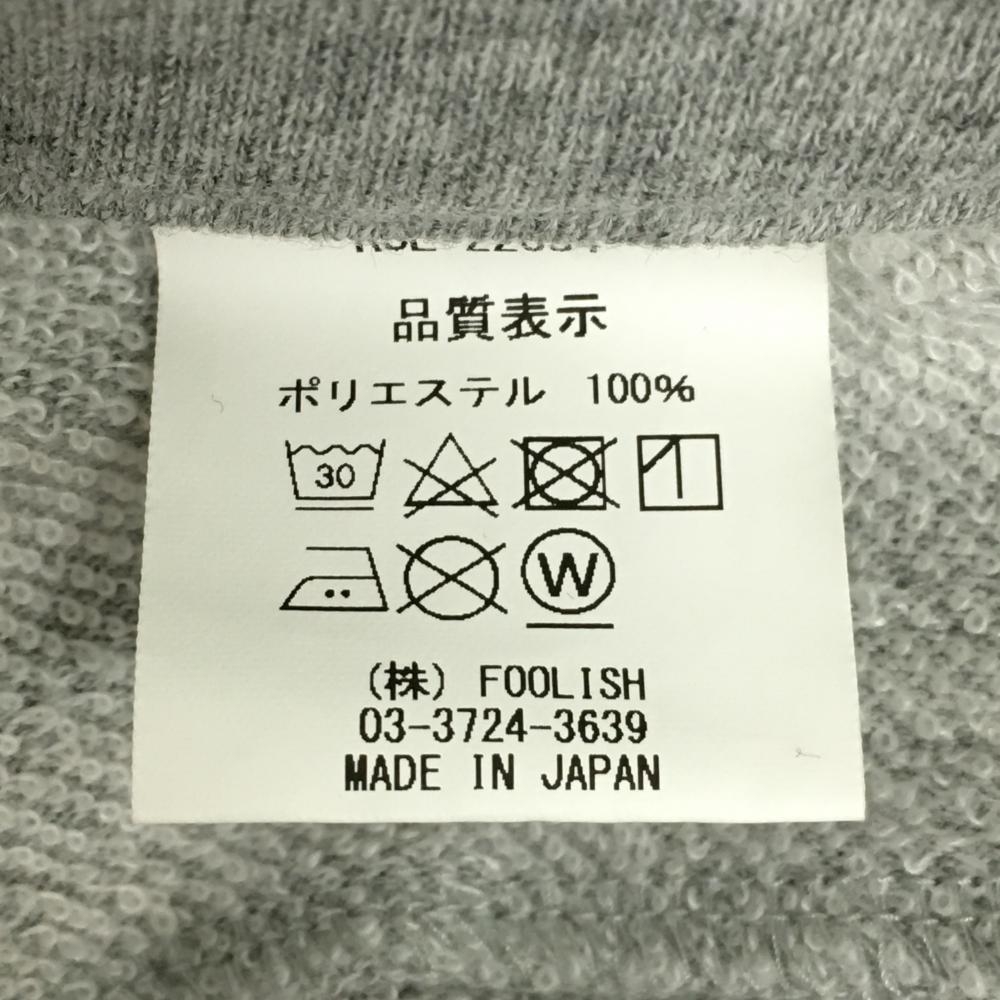 品質表示
ポリエステル 100%
30
W
(株) FOOLISH
03-3724-3639
MADE IN JAPAN